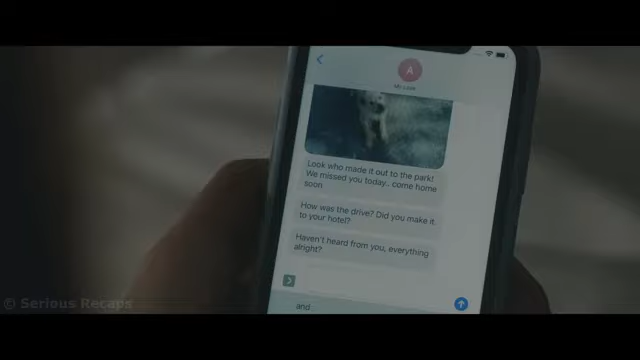 A
My Love
Look who made it out to the park!
We missed you today.. come home
soon
How was the drive? Did you make it
to your hotel?
Haven't heard from you, everything
alright?
and
© Serious Recaps